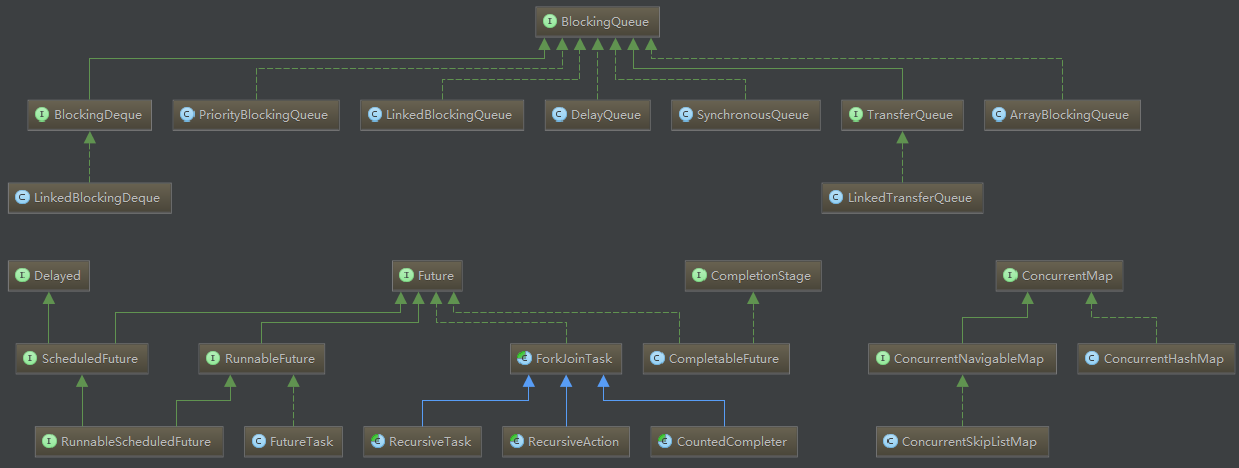 I BlockingQueue
I BlockingDeque
C PriorityBlockingQueue
C LinkedBlockingQueue
C DelayQueue
C SynchronousQueue
I TransferQueue
C ArrayBlockingQueue
C LinkedBlockingDeque
C LinkedTransferQueue
I Delayed
I Future
I CompletionStage
I ConcurrentMap
I ScheduledFuture
I RunnableFuture
C ForkJoinTask
C CompletableFuture
I ConcurrentNavigableMap
C ConcurrentHashMap
I RunnableScheduledFuture
C FutureTask
C RecursiveTask
C RecursiveAction
C CountedCompleter
C ConcurrentSkipListMap